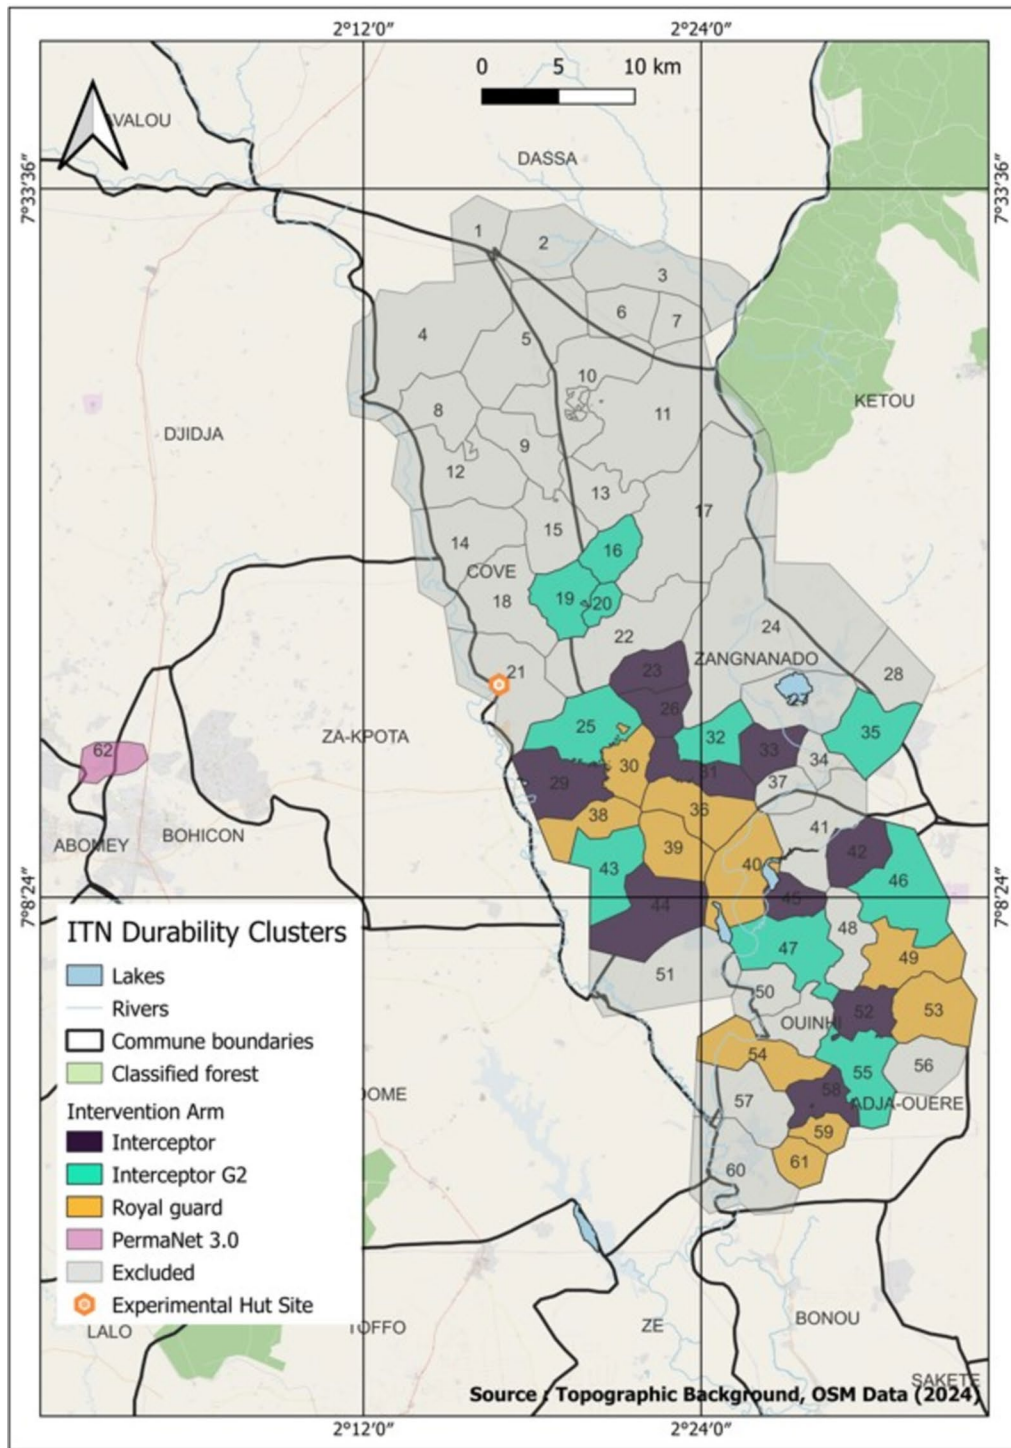 2°12′0″ 2°24′0″
0 5 10 km
AVALOU
DASSA
7°33′36″ 7°33′36″
1
2
3
6
7
4
5
10
KETOU
8
11
DJIDJA
9
12
13
17
15
14
16
COVE
19
20
18
22
24
ZANGNANADO
23
21
28
27
26
25
32
35
ZA-KPOTA
62
33
34
30
31
29
37
36
38
41
BOHICON
ABOMEY
39
42
40
43
46
7°8′24″ 7°8′24″
45
44
48
47
49
51
50
52
53
OUINHI
54
56
55
57
58
ADJA-OUERE
59
61
60
ITN Durability Clusters
Lakes
Rivers
Commune boundaries
Classified forest
Intervention Arm
Interceptor
Interceptor G2
Royal guard
PermaNet 3.0
Excluded
Experimental Hut Site
DOME
LALO
TOFFO
ZE
BONOU
SAKETE
Source : Topographic Background, OSM Data (2024)
2°12′0″ 2°24′0″